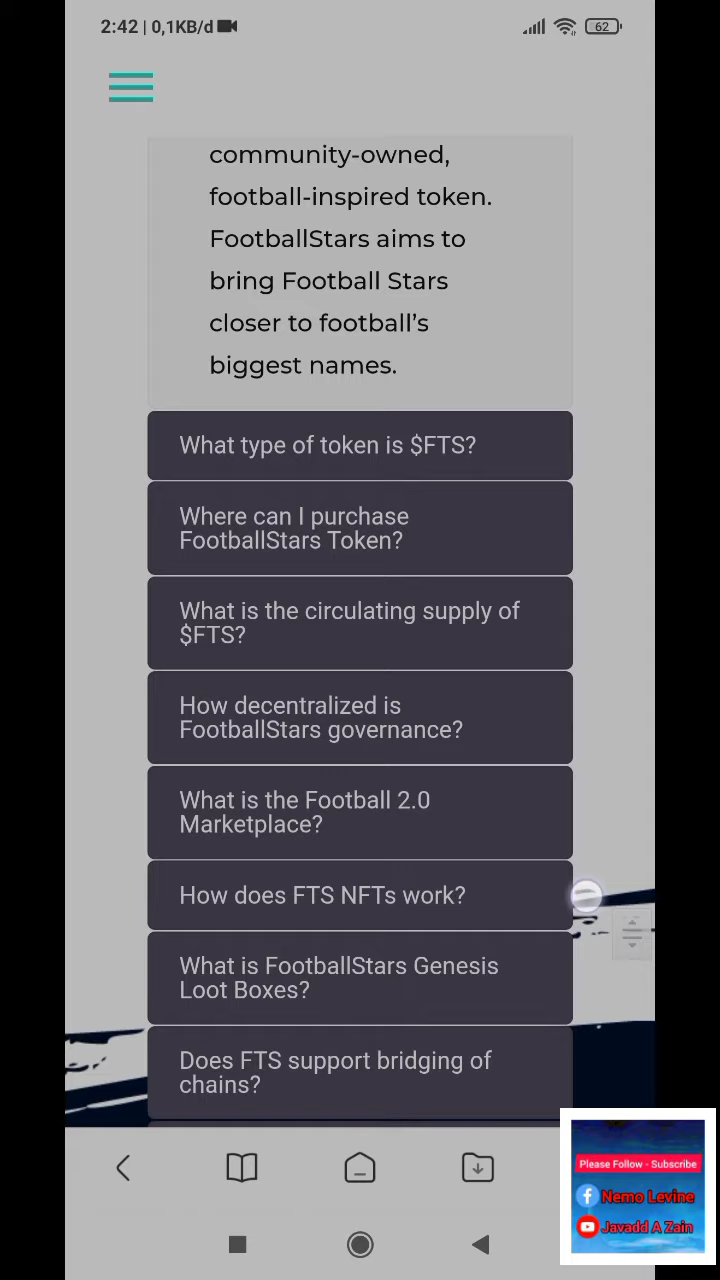 2:42 | 0,1KB/d
62
community-owned,
football-inspired token.
FootballStars aims to
bring Football Stars
closer to football’s
biggest names.
What type of token is $FTS?
Where can I purchase
FootballStars Token?
What is the circulating supply of
$FTS?
How decentralized is
FootballStars governance?
What is the Football 2.0
Marketplace?
How does FTS NFTs work?
What is FootballStars Genesis
Loot Boxes?
Does FTS support bridging of
chains?
Please Follow - Subscribe
Nemo Levine
Javadd A Zain